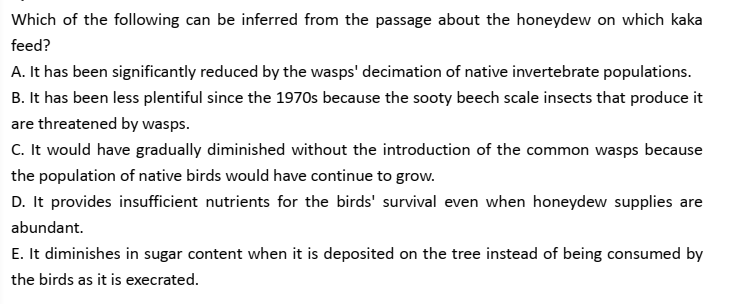 Which of the following can be inferred from the passage about the honeydew on which kaka
feed?
A. It has been significantly reduced by the wasps' decimation of native invertebrate populations.
B. It has been less plentiful since the 1970s because the sooty beech scale insects that produce it
are threatened by wasps.
C. It would have gradually diminished without the introduction of the common wasps because
the population of native birds would have continue to grow.
D. It provides insufficient nutrients for the birds' survival even when honeydew supplies are
abundant.
E. It diminishes in sugar content when it is deposited on the tree instead of being consumed by
the birds as it is execrated.